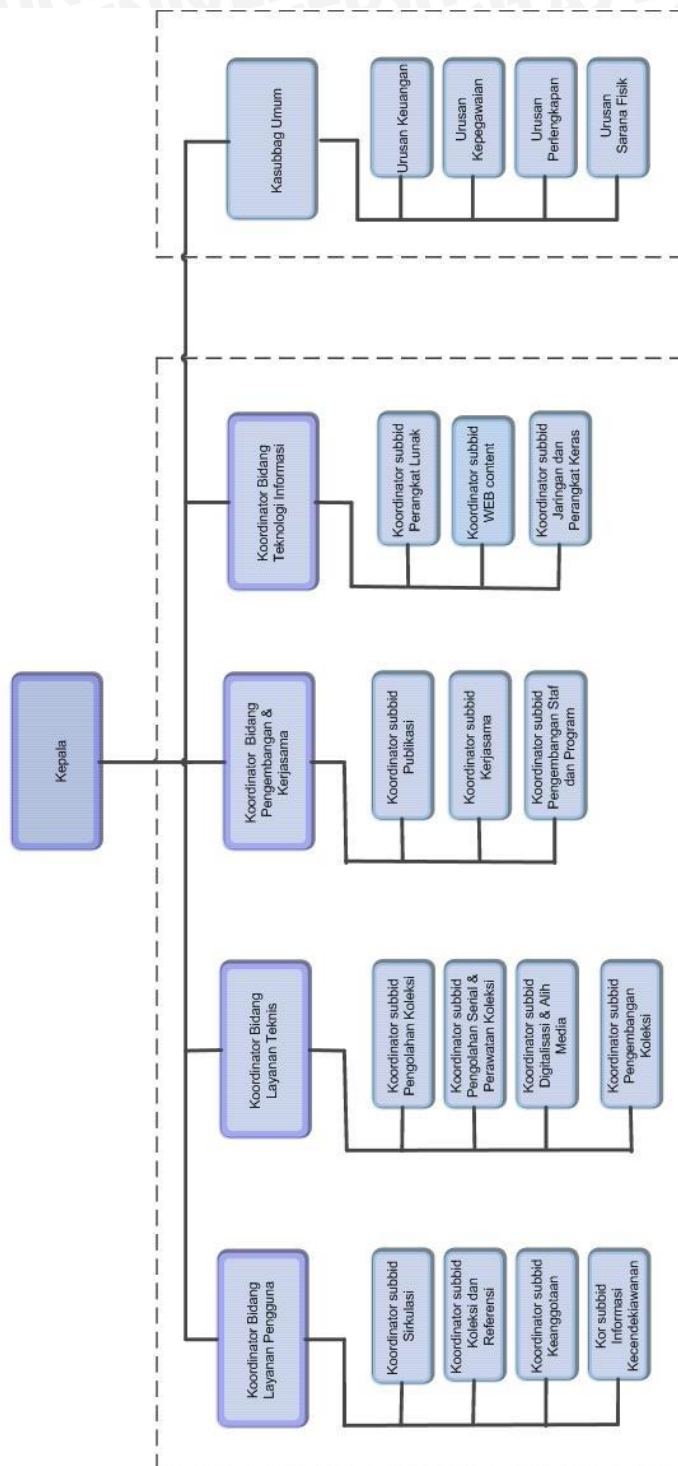 Kepala
Koordinator Bidang
Layanan Pengguna
Koordinator subbid
Sirkulasi
Koordinator subbid
Koleksi dan
Referensi
Koordinator subbid
Keanggotaan
Kor subbid
Informasi
Kecendekiawanan
Koordinator Bidang
Layanan Teknis
Koordinator subbid
Pengolahan Koleksi
Koordinator subbid
Pengolahan Serial &
Perawatan Koleksi
Koordinator subbid
Digitalisasi & Alih
Media
Koordinator subbid
Pengembangan
Koleksi
Koordinator Bidang
Pengembangan &
Kerjasama
Koordinator subbid
Publikasi
Koordinator subbid
Kerjasama
Koordinator subbid
Pengembangan Staf
dan Program
Koordinator Bidang
Teknologi Informasi
Koordinator subbid
Perangkat Lunak
Koordinator subbid
WEB content
Koordinator subbid
Jaringan dan
Perangkat Keras
Kasubbag Umum
Urusan Keuangan
Urusan
Kepegawaian
Urusan
Perlengkapan
Urusan
Sarana Fisik